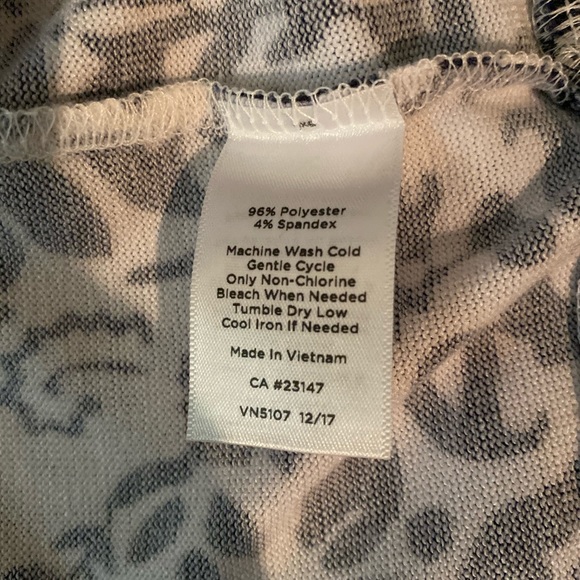 96% Polyester
4% Spandex
Machine Wash Cold
Gentle Cycle
Only Non-Chlorine
Bleach When Needed
Tumble Dry Low
Cool Iron If Needed
Made In Vietnam
CA #23147
VN5107 12/17